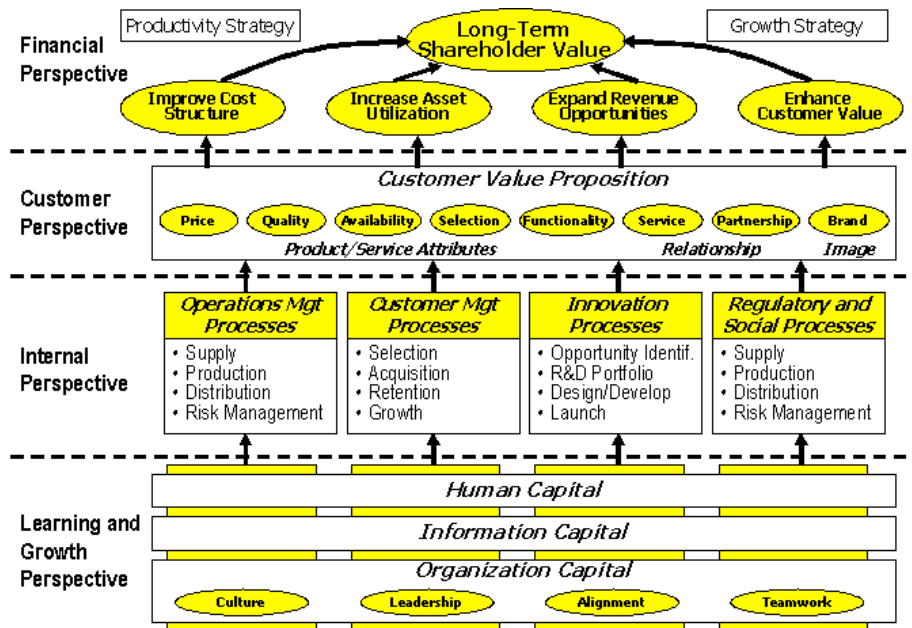 Productivity Strategy
Long-Term
Shareholder Value
Growth Strategy
Financial
Perspective
Improve Cost
Structure
Increase Asset
Utilization
Expand Revenue
Opportunities
Enhance
Customer Value
Customer
Perspective
Customer Value Proposition
Price
Quality
Availability
Selection
Functionality
Service
Partnership
Brand
Product/Service Attributes
Relationship
Image
Internal
Perspective
Operations Mgt
Processes
• Supply
• Production
• Distribution
• Risk Management
Customer Mgt
Processes
• Selection
• Acquisition
• Retention
• Growth
Innovation
Processes
• Opportunity Identif.
• R&D Portfolio
• Design/Develop
• Launch
Regulatory and
Social Processes
• Supply
• Production
• Distribution
• Risk Management
Learning and
Growth
Perspective
Human Capital
Information Capital
Organization Capital
Culture
Leadership
Alignment
Teamwork